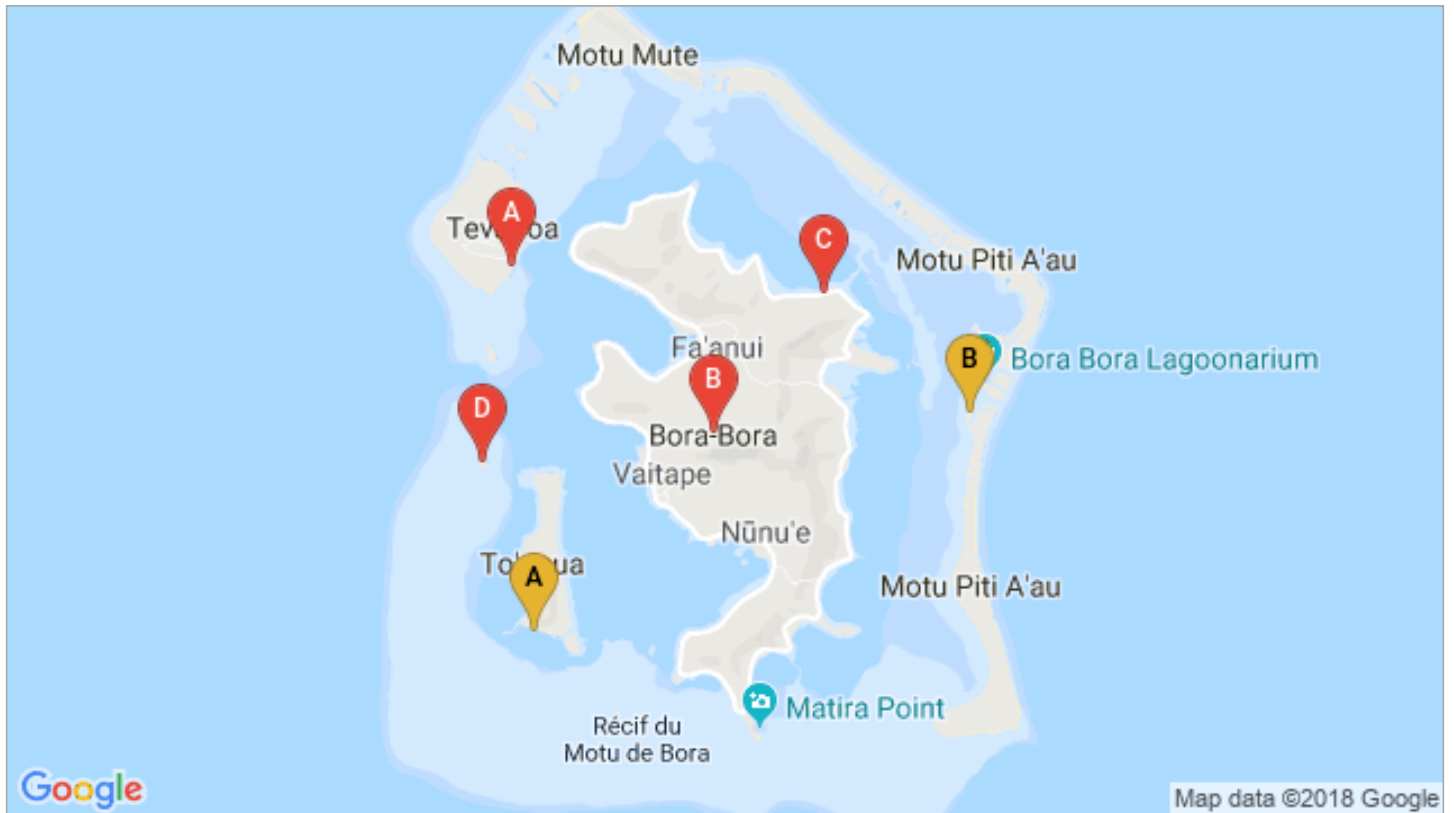 Motu Mute
A
C
Motu Piti A'au
Fa'anui
B
Bora Bora Lagoonarium
B
D
Bora-Bora
Vaitape
Nūnu'e
A
Motu Piti A'au
Matira Point
Récif du
Motu de Bora
Google
Map data ©2018 Google